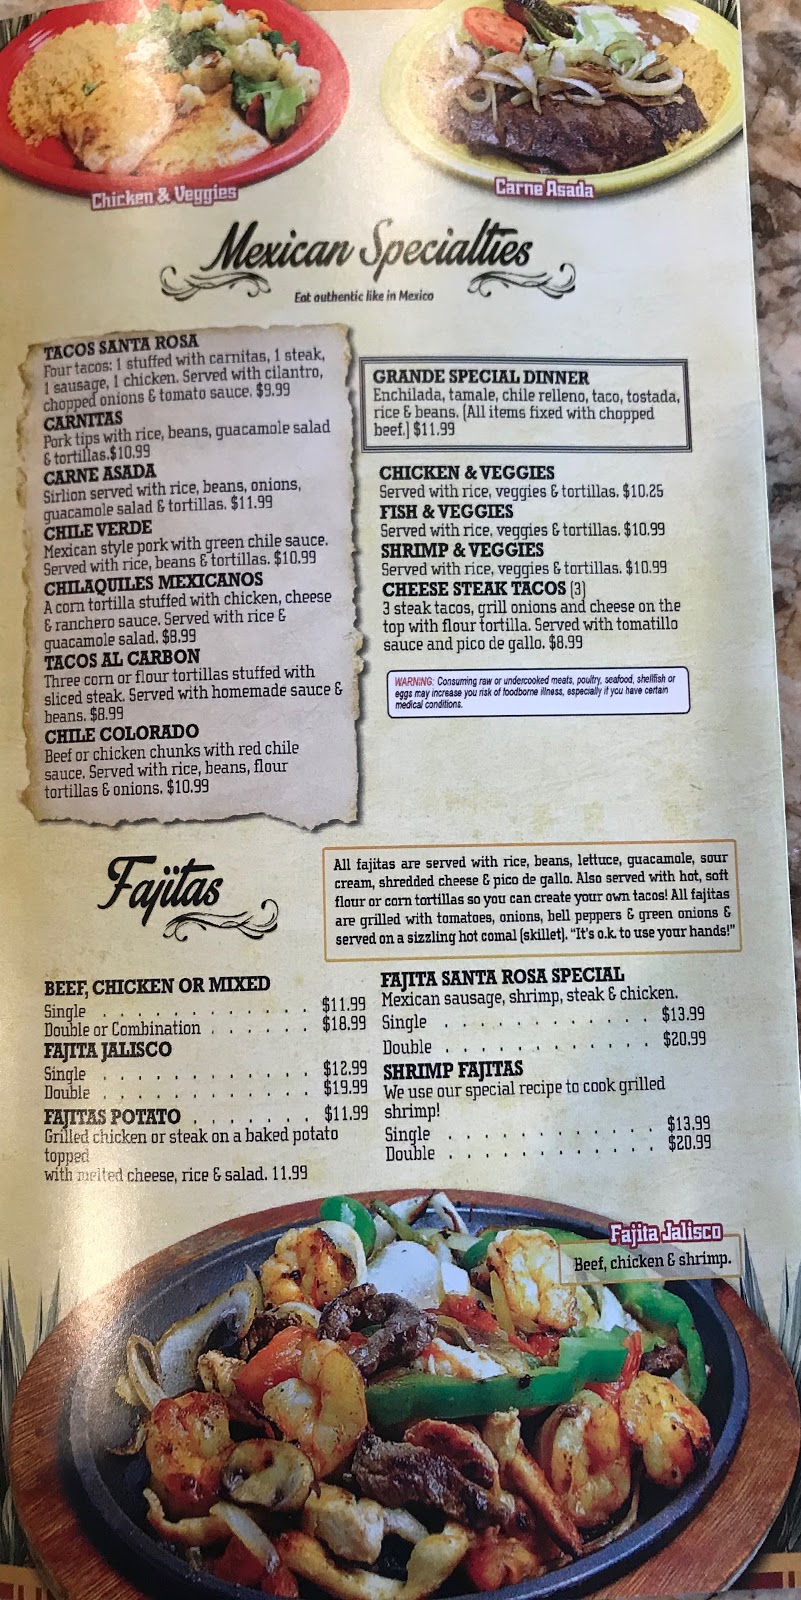 Chicken & Veggies
Carne Asada
Mexican Specialties
Eat authentic like in Mexico
TACOS SANTA ROSA
Four tacos: 1 stuffed with carnitas, 1 steak,
1 sausage, 1 chicken. Served with cilantro,
chopped onions & tomato sauce. $9.99
CARNITAS
Pork tips with rice, beans, guacamole salad
& tortillas.$10.99
CARNE ASADA
Sirlion served with rice, beans, onions,
guacamole salad & tortillas. $11.99
CHILE VERDE
Mexican style pork with green chile sauce.
Served with rice, beans & tortillas. $10.99
CHILAQUILES MEXICANOS
A corn tortilla stuffed with chicken, cheese
& ranchero sauce. Served with rice &
guacamole salad. $8.99
TACOS AL CARBON
Three corn or flour tortillas stuffed with
sliced steak. Served with homemade sauce &
beans. $8.99
CHILE COLORADO
Beef or chicken chunks with red chile
sauce. Served with rice, beans, flour
tortillas & onions. $10.99
GRANDE SPECIAL DINNER
Enchilada, tamale, chile relleno, taco, tostada,
rice & beans. (All items fixed with chopped
beef.) $11.99
CHICKEN & VEGGIES
Served with rice, veggies & tortillas. $10.25
FISH & VEGGIES
Served with rice, veggies & tortillas. $10.99
SHRIMP & VEGGIES
Served with rice, veggies & tortillas. $10.99
CHEESE STEAK TACOS (3)
3 steak tacos, grill onions and cheese on the
top with flour tortilla. Served with tomatillo
sauce and pico de gallo. $8.99
WARNING: Consuming raw or undercooked meats, poultry, seafood, shellfish or
eggs may increase you risk of foodborne illness, especially if you have certain
medical conditions.
Fajitas
All fajitas are served with rice, beans, lettuce, guacamole, sour
cream, shredded cheese & pico de gallo. Also served with hot, soft
flour or corn tortillas so you can create your own tacos! All fajitas
are grilled with tomatoes, onions, bell peppers & green onions &
served on a sizzling hot comal (skillet). "It's o.k. to use your hands!"
BEEF, CHICKEN OR MIXED
Single . . . . . . . . . . . . $11.99
Double or Combination . . . . . . $18.99
FAJITA JALISCO
Single . . . . . . . . . . . . $12.99
Double . . . . . . . . . . . . $19.99
FAJITAS POTATO . . . . . . . $11.99
Grilled chicken or steak on a baked potato
topped
with melted cheese, rice & salad. 11.99
FAJITA SANTA ROSA SPECIAL
Mexican sausage, shrimp, steak & chicken.
Single . . . . . . . . . . . . $13.99
Double . . . . . . . . . . . . $20.99
SHRIMP FAJITAS
We use our special recipe to cook grilled
shrimp!
Single . . . . . . . . . . . . $13.99
Double . . . . . . . . . . . . $20.99
Fajita Jalisco
Beef, chicken & shrimp.